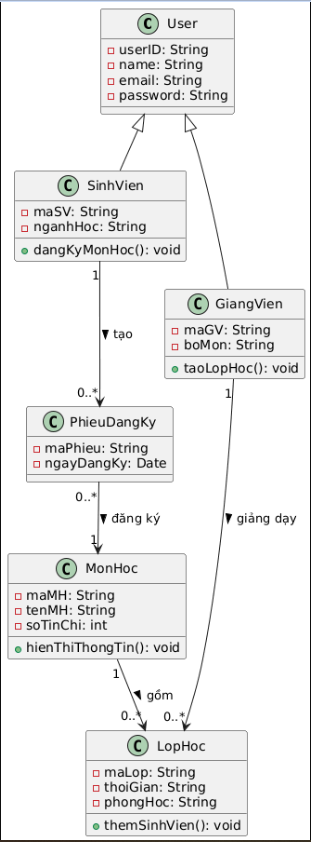 C User
userID: String
name: String
email: String
password: String
C SinhVien
maSV: String
nganhHoc: String
dangKyMonHoc(): void
1
C GiangVien
maGV: String
boMon: String
taoLopHoc(): void
tạo
0..*
1
C PhieuDangKy
maPhieu: String
ngayDangKy: Date
0..*
đăng ký
giảng dạy
1
C MonHoc
maMH: String
tenMH: String
soTinChi: int
hienThiThongTin(): void
1
gồm
0..*
0..*
C LopHoc
maLop: String
thoiGian: String
phongHoc: String
themSinhVien(): void